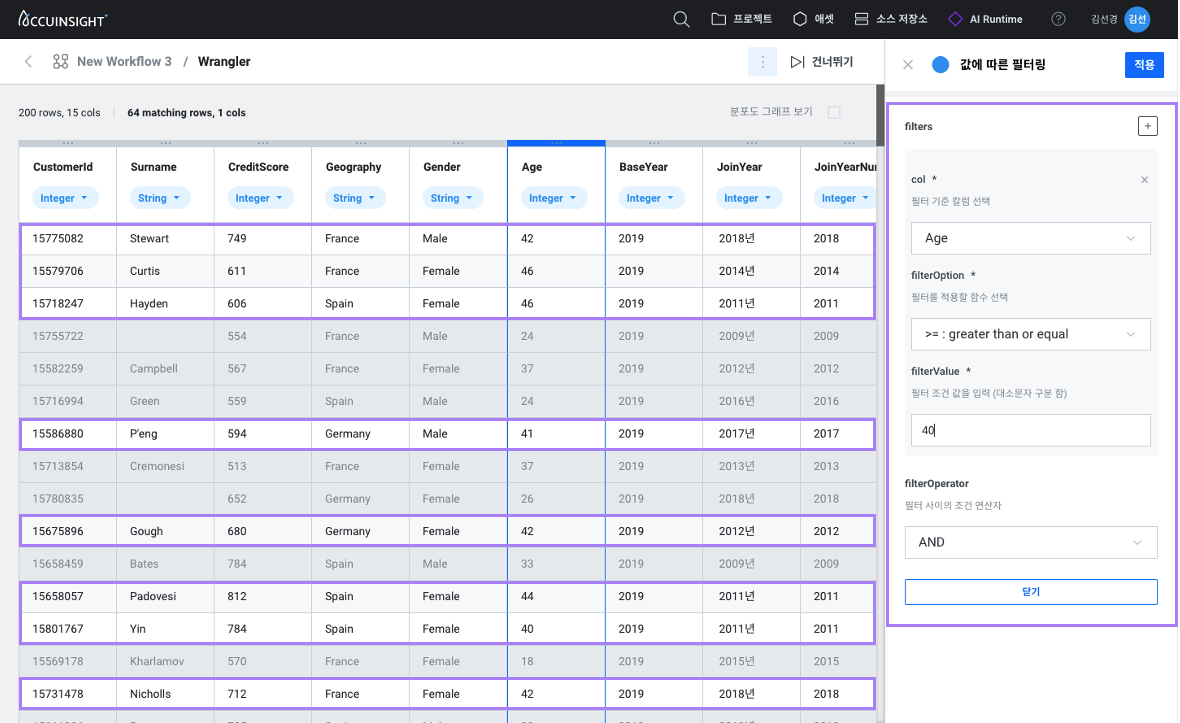 ACCUINSIGHT+ 프로젝트 애셋 소스 저장소 AI Runtime 김선경 김선
New Workflow 3 / Wrangler 건너뛰기
200 rows, 15 cols 64 matching rows, 1 cols 분포도 그래프 보기
CustomerId Surname CreditScore Geography Gender Age BaseYear JoinYear JoinYearNu
Integer String Integer String String Integer Integer Integer Integer
15775082 Stewart 749 France Male 42 2019 2018년 2018
15579706 Curtis 611 France Female 46 2019 2014년 2014
15718247 Hayden 606 Spain Female 46 2019 2011년 2011
15755722 554 France Male 24 2019 2009년 2009
15582259 Campbell 567 France Female 37 2019 2012년 2012
15716994 Green 559 Spain Male 24 2019 2016년 2016
15586880 P'eng 594 Germany Male 41 2019 2017년 2017
15713854 Cremonesi 513 France Female 37 2019 2013년 2013
15780835 652 Germany Female 26 2019 2018년 2018
15675896 Gough 680 Germany Female 42 2019 2012년 2012
15658459 Bates 784 Spain Male 33 2019 2009년 2009
15658057 Padovesi 812 Spain Female 44 2019 2011년 2011
15801767 Yin 784 Spain Female 40 2019 2011년 2011
15569178 Kharlamov 570 France Female 18 2019 2015년 2015
15731478 Nicholls 712 France Female 42 2019 2018년 2018
값에 따른 필터링 적용
filters
col *
필터 기준 칼럼 선택
Age
filterOption *
필터를 적용할 함수 선택
>= : greater than or equal
filterValue *
필터 조건 값을 입력 (대소문자 구분 함)
40
filterOperator
필터 사이의 조건 연산자
AND
닫기